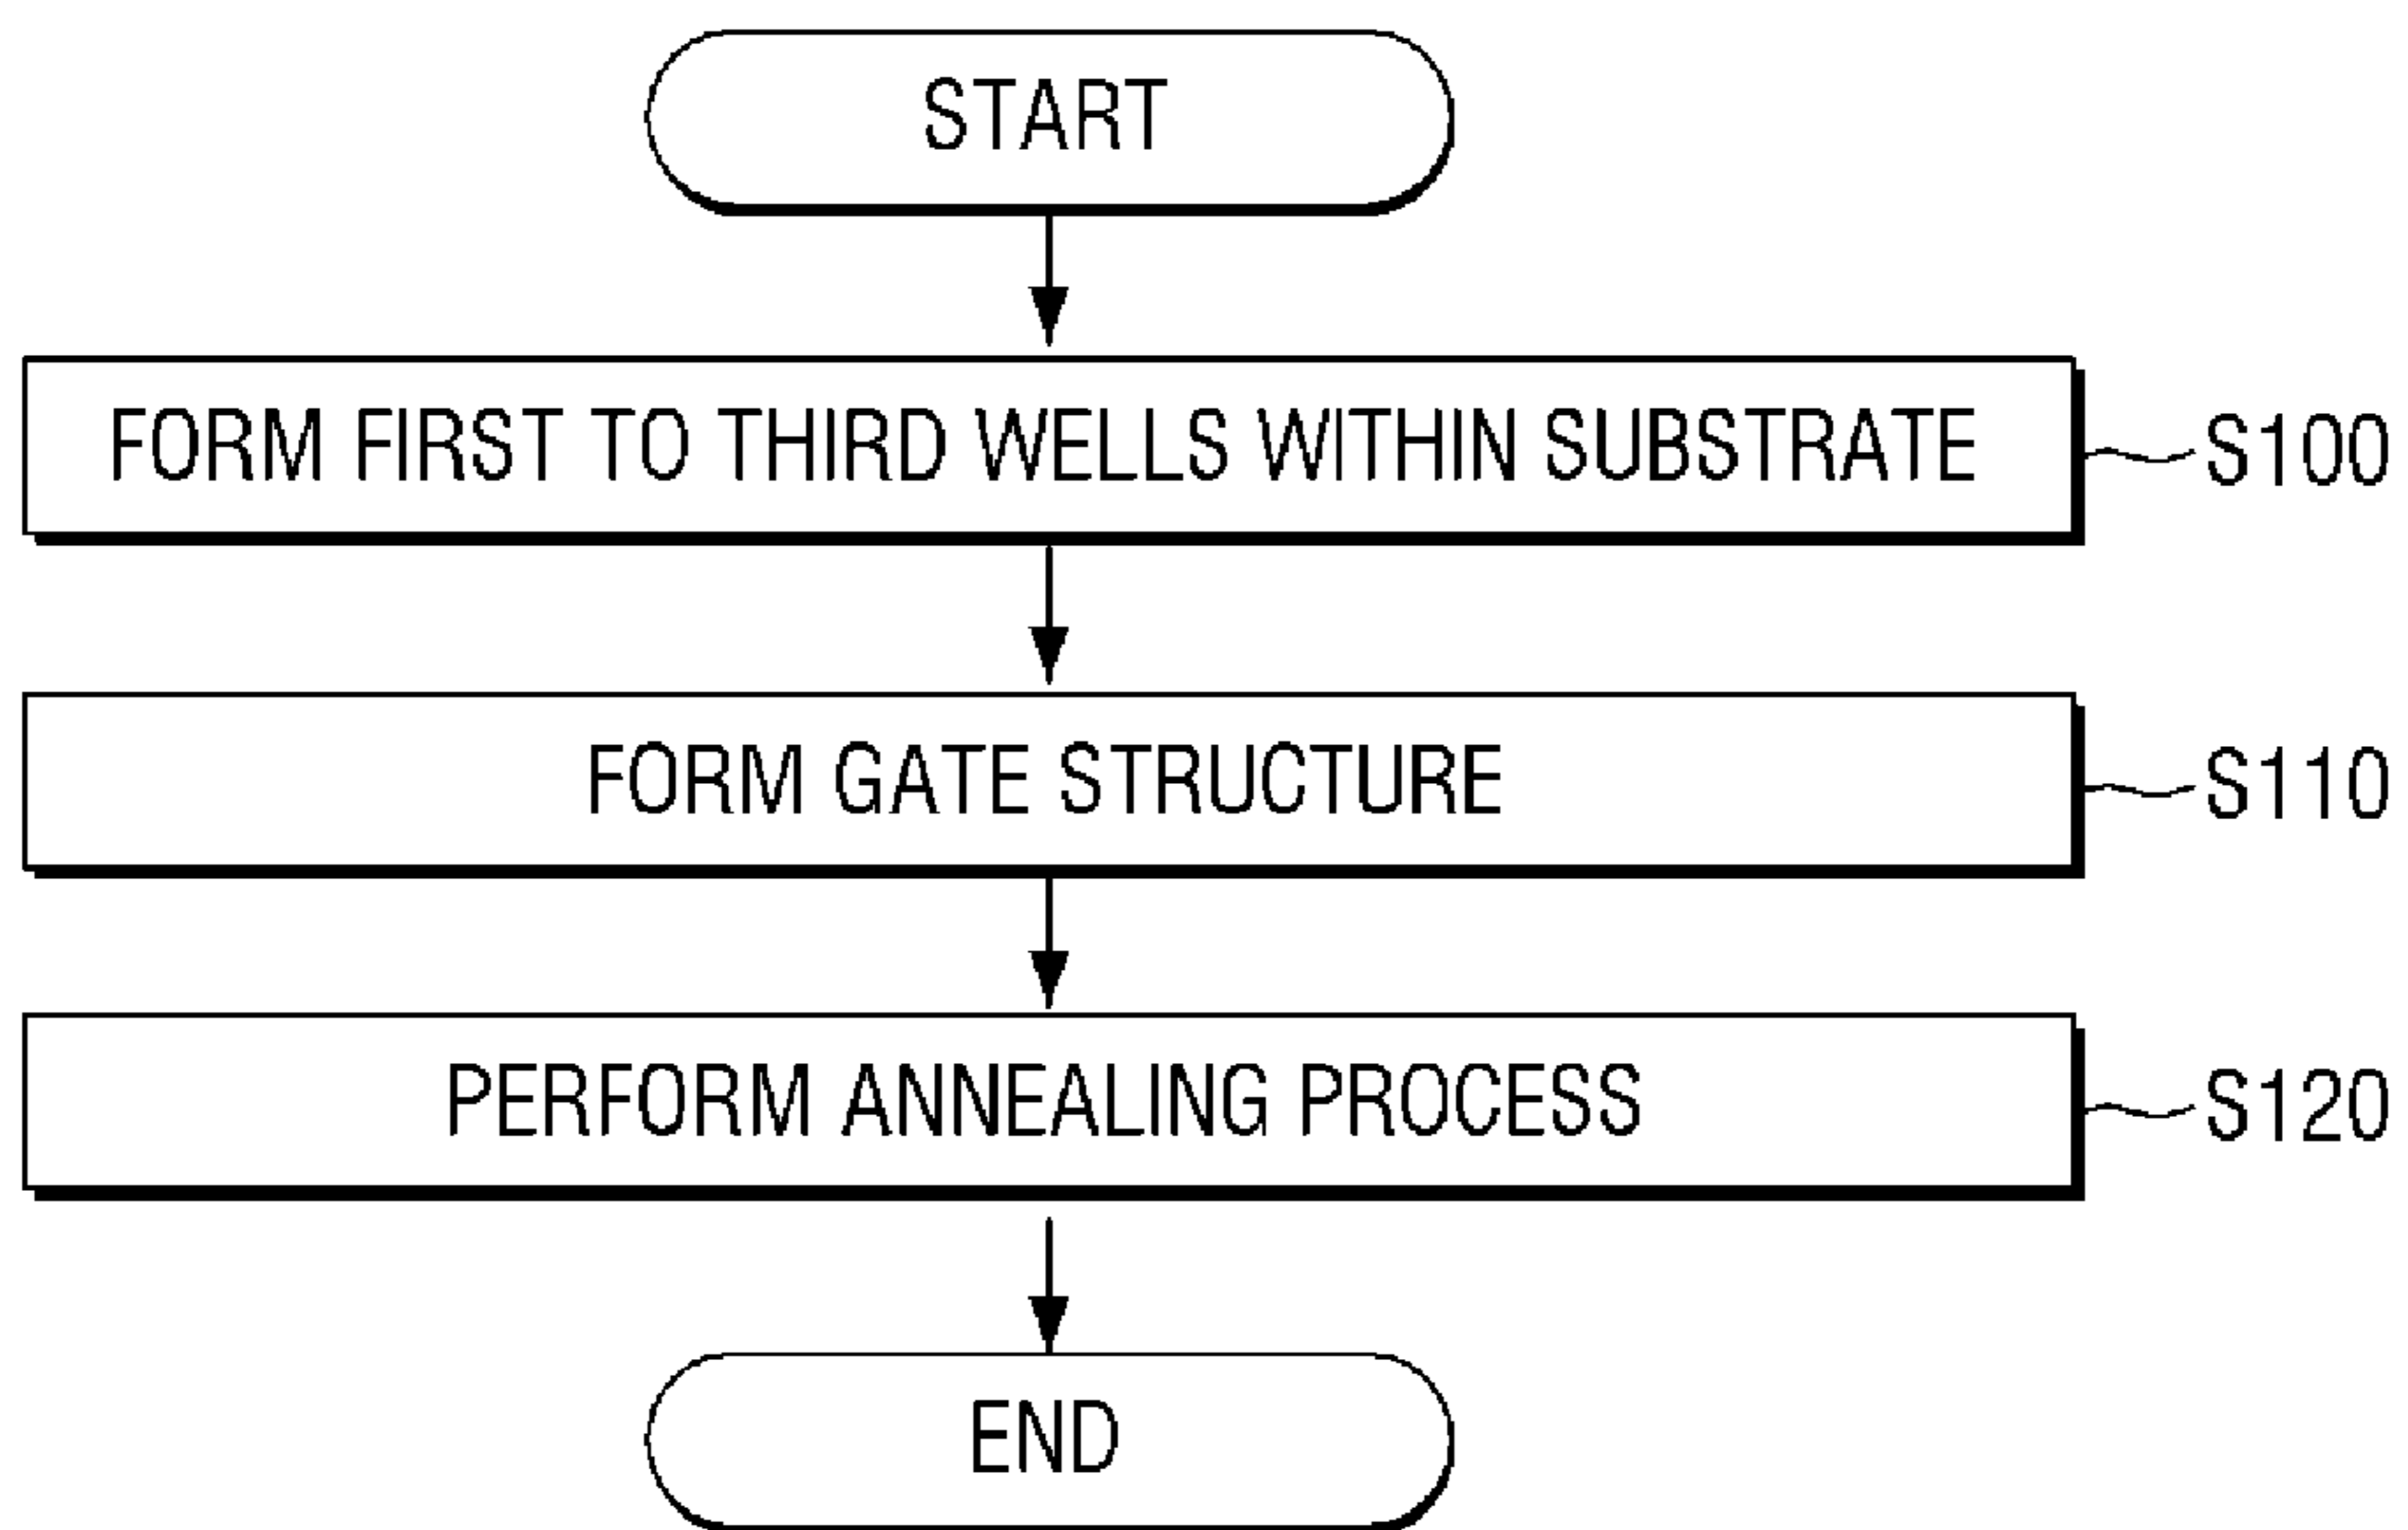 START
FORM FIRST TO THIRD WELLS WITHIN SUBSTRATE
S100
FORM GATE STRUCTURE
S110
PERFORM ANNEALING PROCESS
S120
END